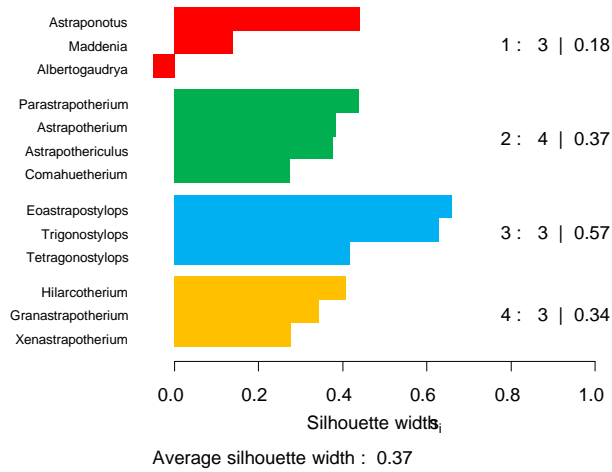 Astraponotus
Maddenia
Albertogaudrya
1 : 3 | 0.18
Parastrapotherium
Astrapotherium
Astrapothericulus
Comahuetherium
2 : 4 | 0.37
Eoastrapostylops
Trigonostylops
Tetragonostylops
3 : 3 | 0.57
Hilarcotherium
Granastrapotherium
Xenastrapotherium
4 : 3 | 0.34
0.0 0.2 0.4 0.6 0.8 1.0
Silhouette width si
Average silhouette width : 0.37